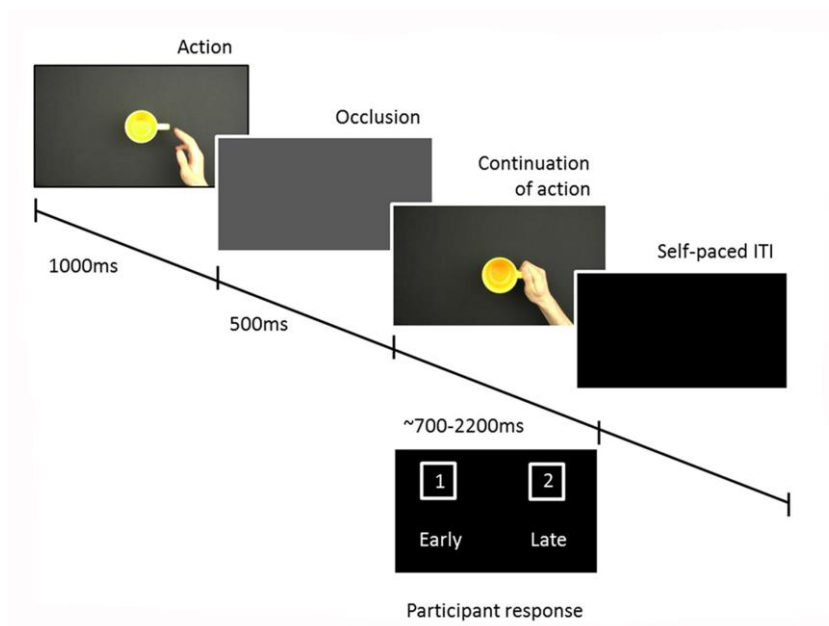 Action
Occlusion
Continuation
of action
Self-paced ITI
1000ms
500ms
~700-2200ms
1 2
Early Late
Participant response